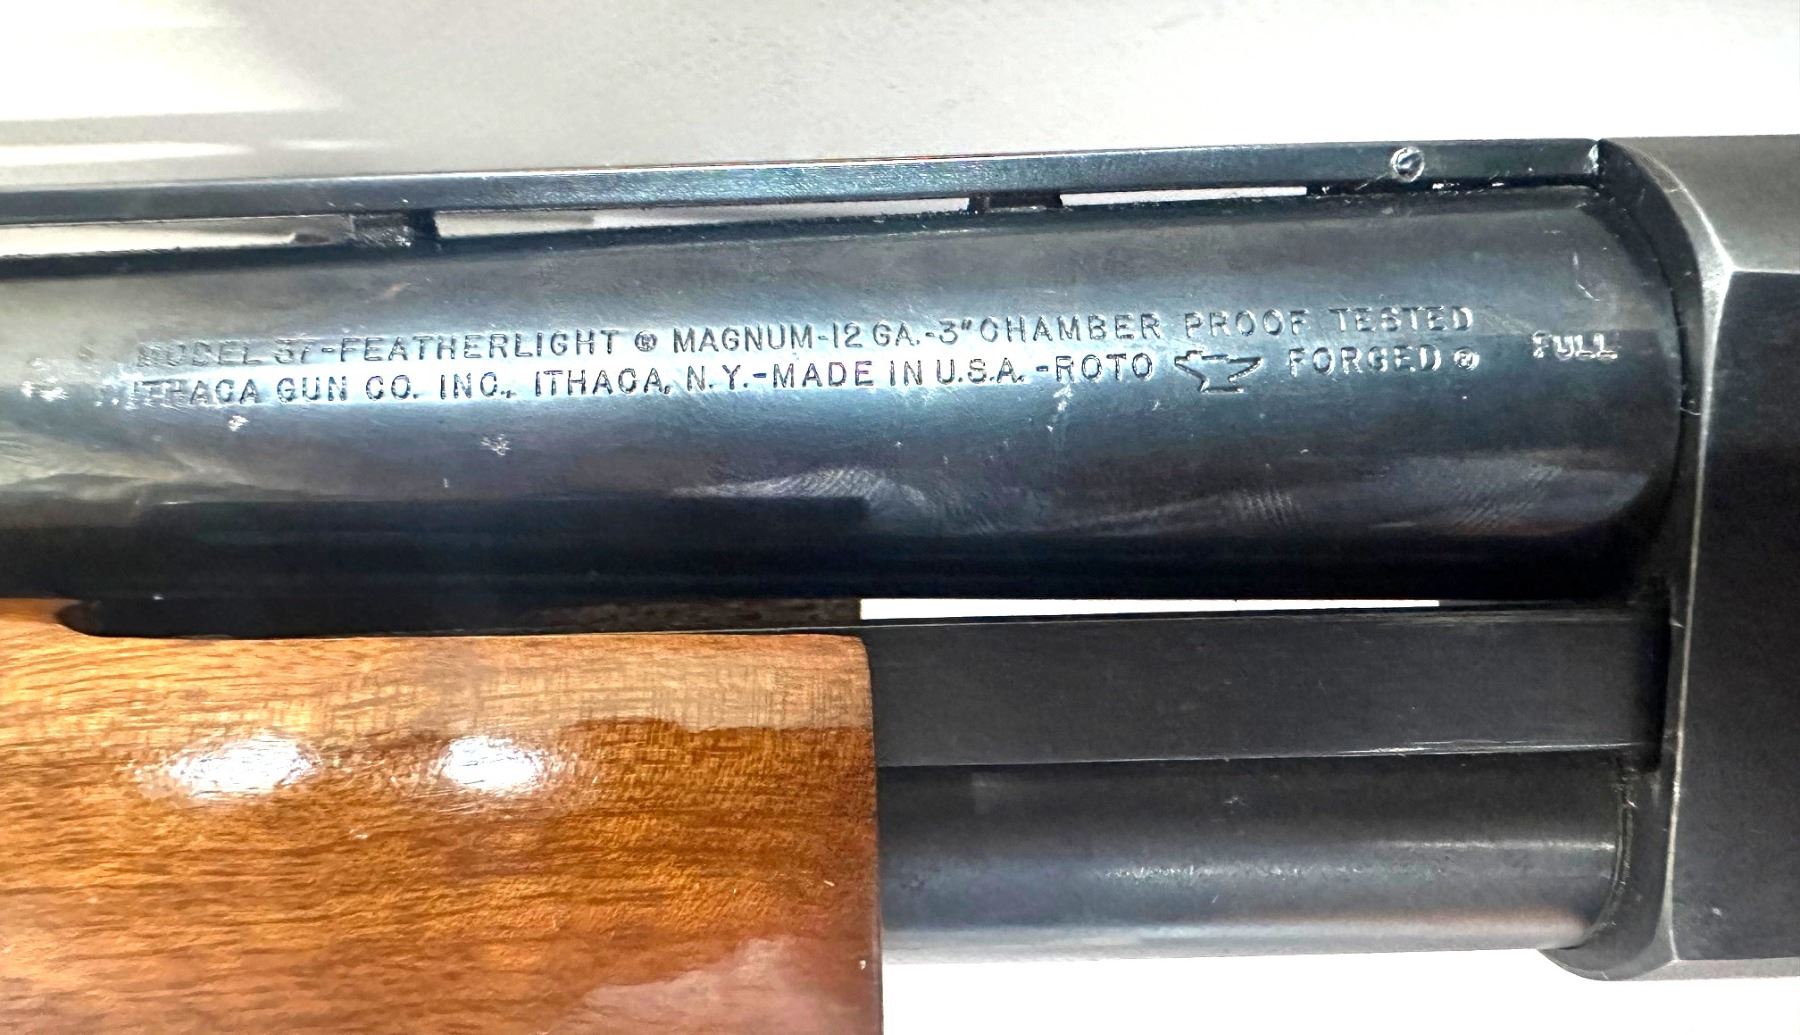 MODEL 37-FEATHERLIGHT ® MAGNUM-12 GA.-3" CHAMBER PROOF TESTED
ITHACA GUN CO. INC., ITHACA, N.Y.-MADE IN U.S.A. -ROTO FORGED ®
FULL